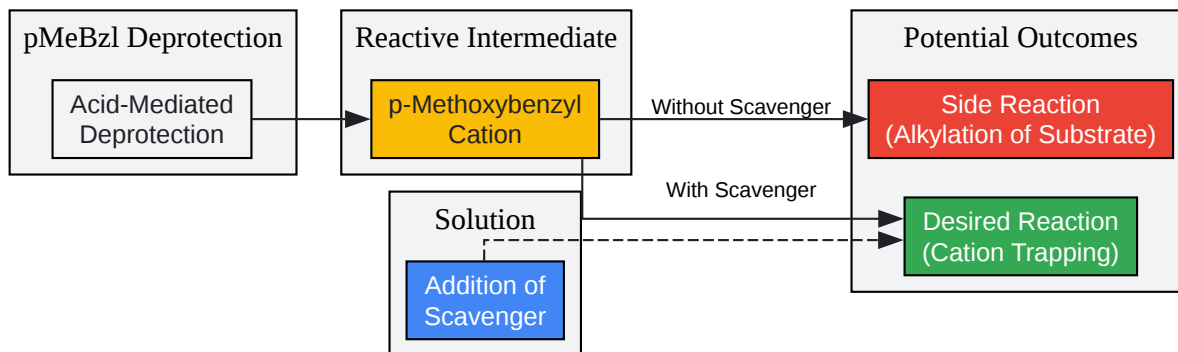 pMeBzl Deprotection
Acid-Mediated
Deprotection
Reactive Intermediate
p-Methoxybenzyl
Cation
Without Scavenger
With Scavenger
Potential Outcomes
Side Reaction
(Alkylation of Substrate)
Desired Reaction
(Cation Trapping)
Solution
Addition of
Scavenger